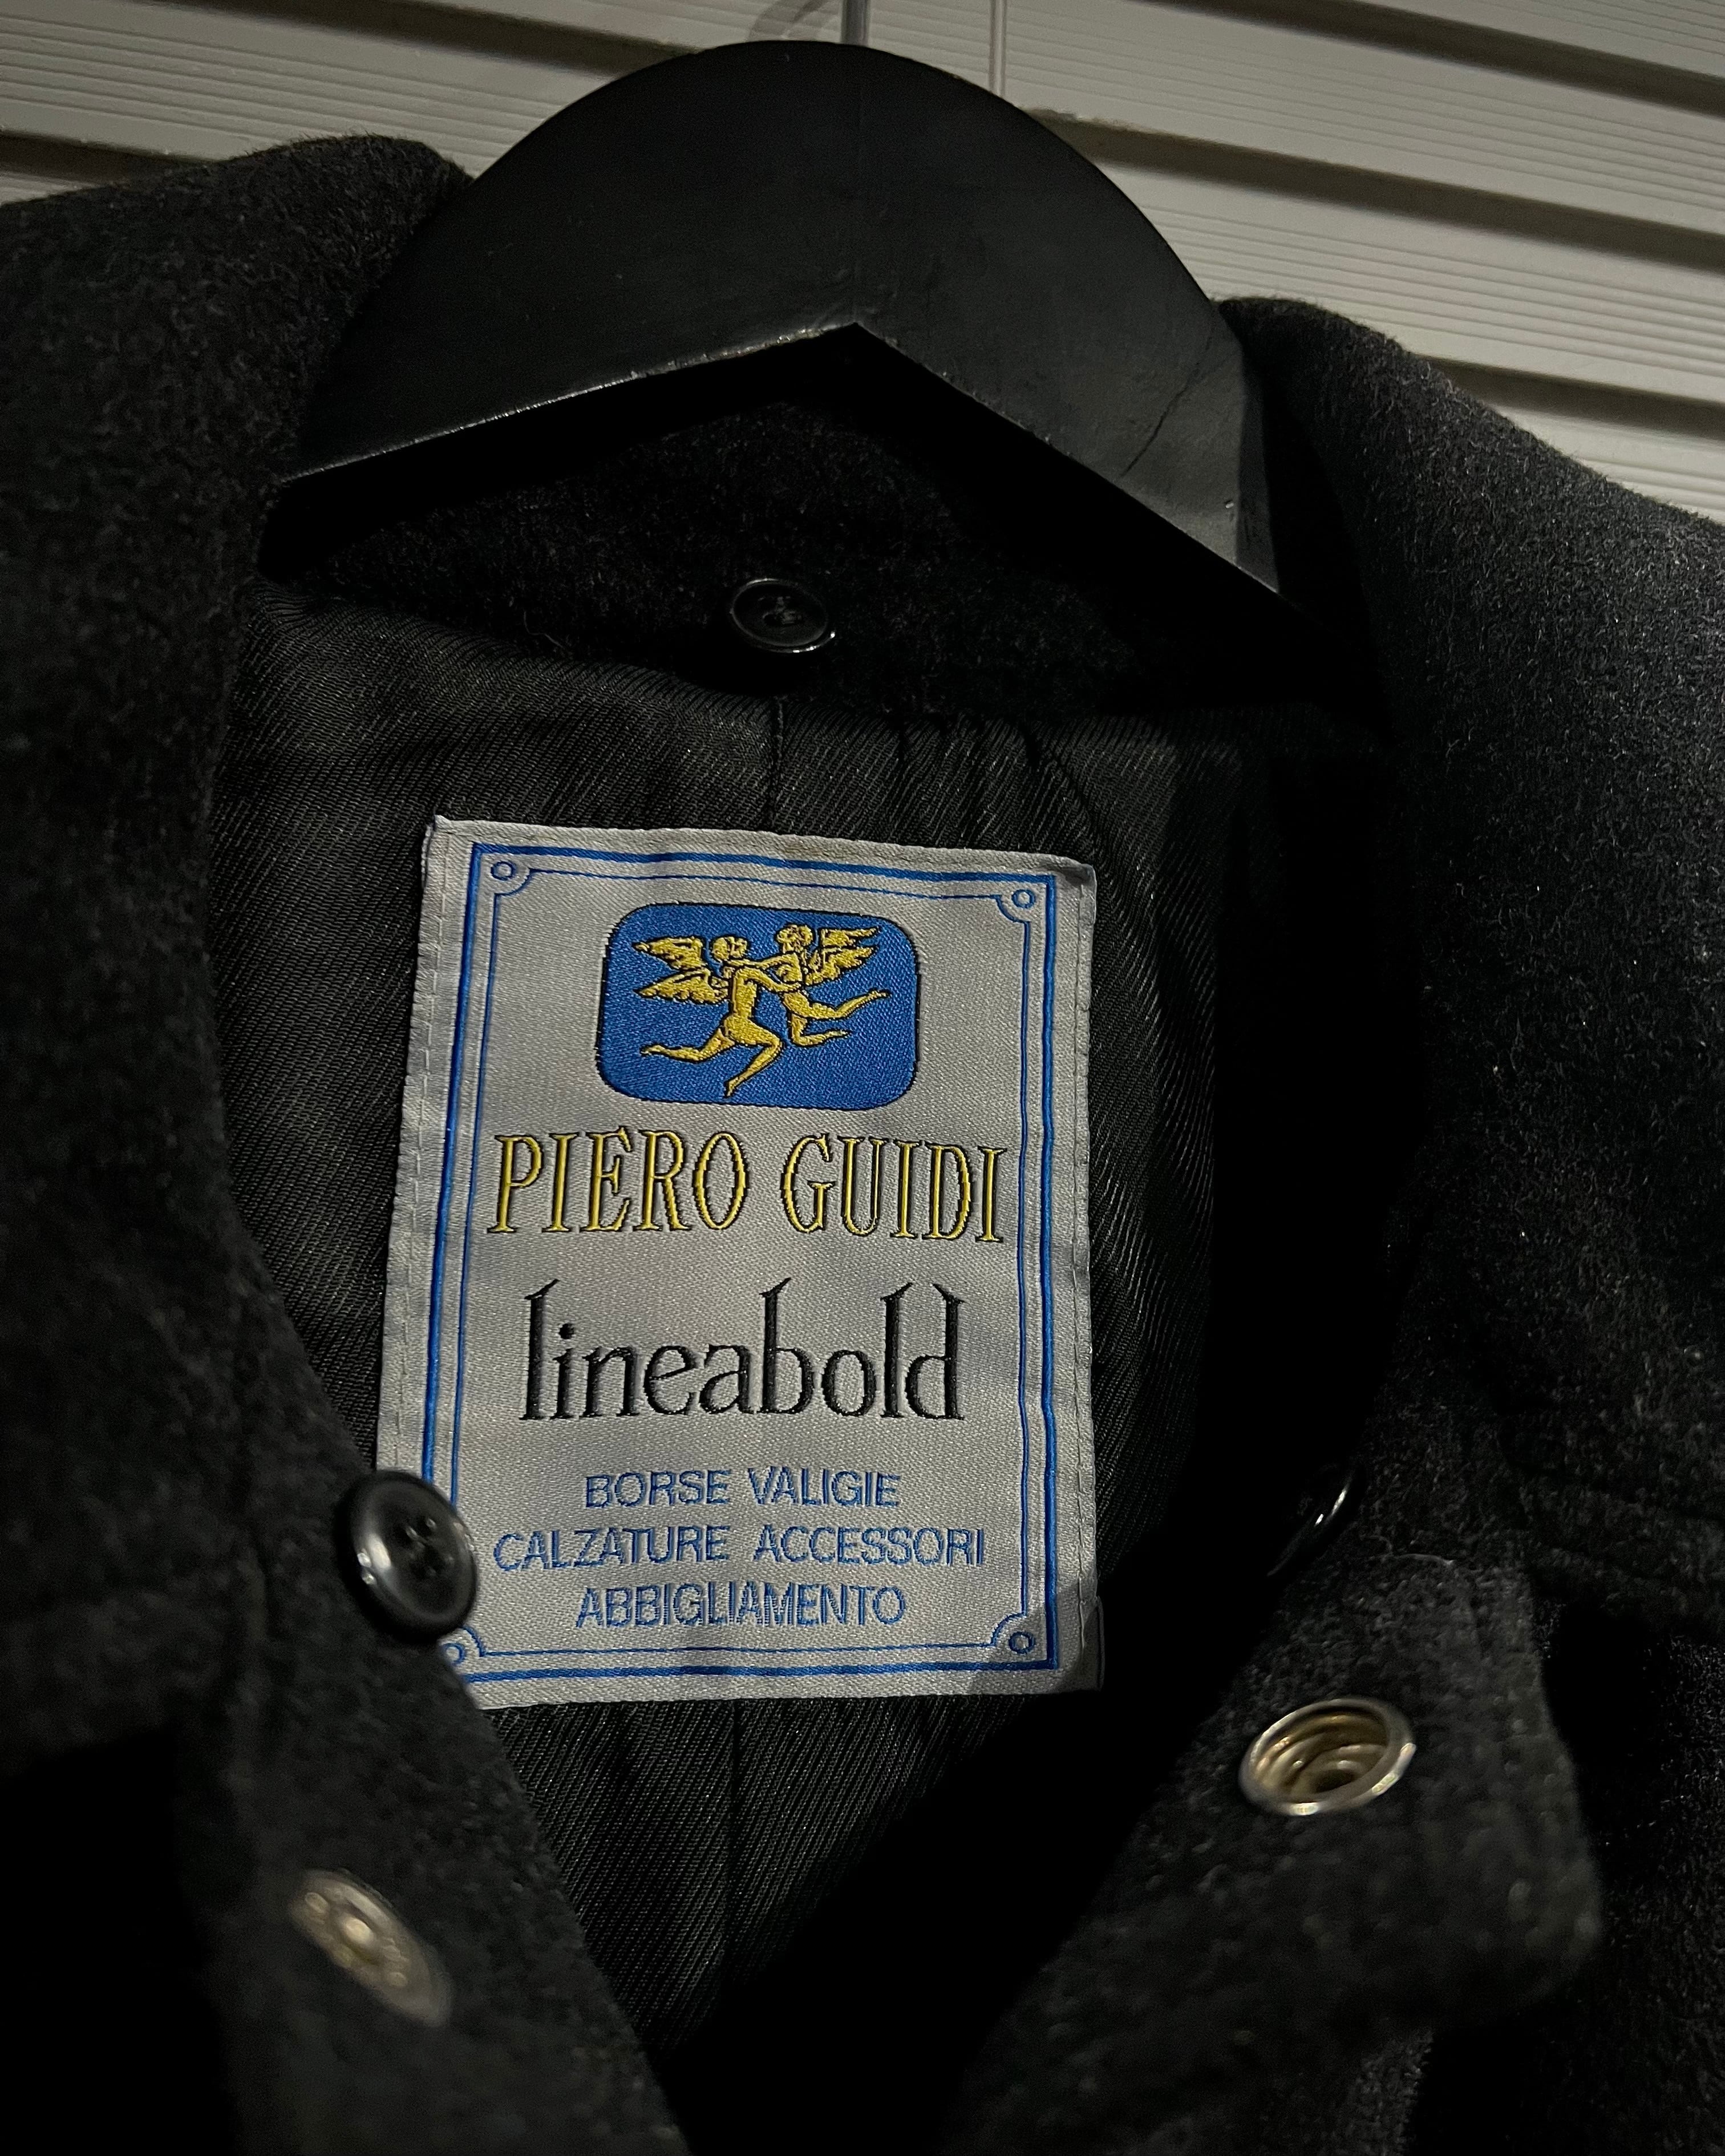 PIERO GUIDI
lineabold
BORSE VALIGIE
CALZATURE ACCESSORI
ABBIGLIAMENTO